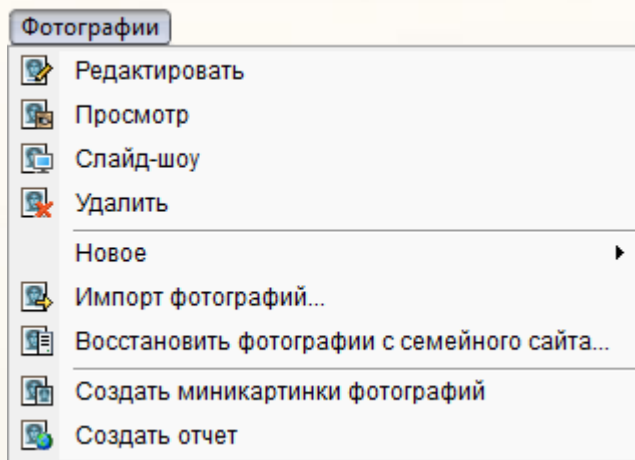 Фотографии
Редактировать
Просмотр
Слайд-шоу
Удалить
Новое
Импорт фотографий...
Восстановить фотографии с семейного сайта...
Создать миникартинки фотографий
Создать отчет